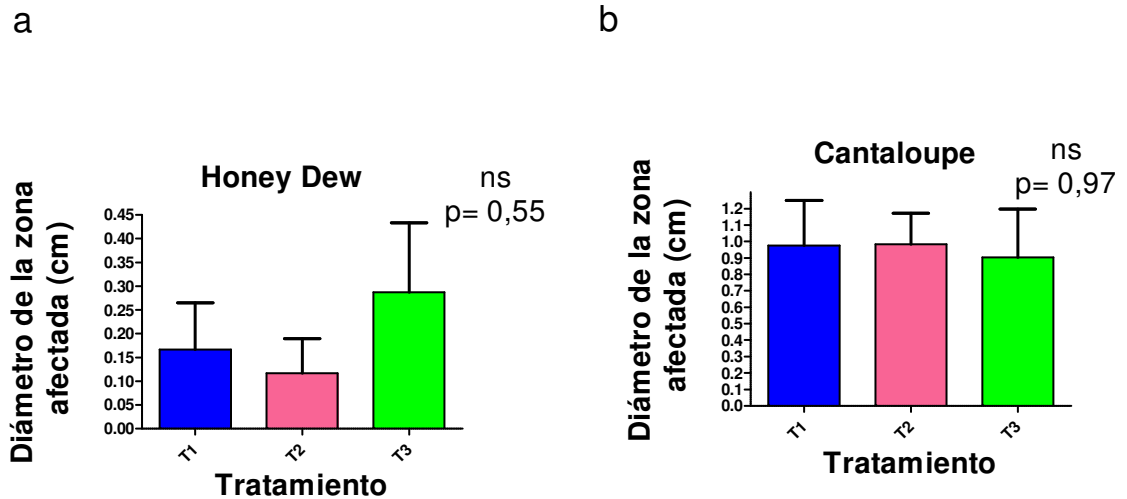 a
Honey Dew
ns
p= 0,55
Diámetro de la zona
afectada (cm)
0.45
0.40
0.35
0.30
0.25
0.20
0.15
0.10
0.05
0.00
T1
T2
T3
Tratamiento
b
Cantaloupe
ns
p= 0,97
Diámetro de la zona
afectada (cm)
1.2
1.1
1.0
0.9
0.8
0.7
0.6
0.5
0.4
0.3
0.2
0.1
0.0
T1
T2
T3
Tratamiento